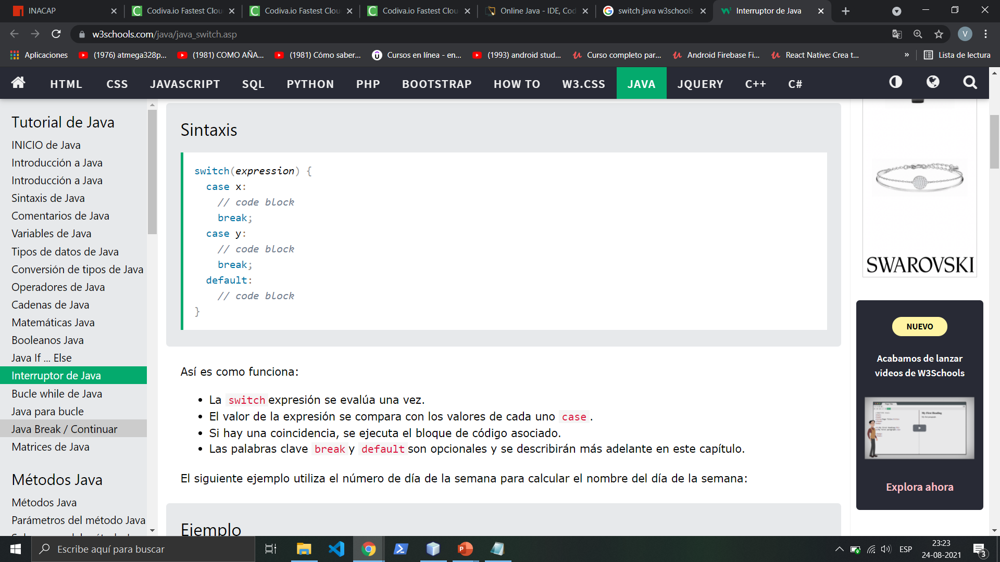 INACAP
Codiva.io Fastest Clou
Codiva.io Fastest Clou
Codiva.io Fastest Clou
Online Java - IDE, Cod
switch java w3schools
Interruptor de Java
w3schools.com/java/java_switch.asp
V
Aplicaciones
(1976) atmega328p...
(1981) COMO AÑA...
(1981) Cómo saber...
Cursos en línea - en...
(1993) android stud...
Curso completo par...
Android Firebase Fi...
React Native: Crea t...
»
Lista de lectura
HTML
CSS
JAVASCRIPT
SQL
PYTHON
PHP
BOOTSTRAP
HOW TO
W3.CSS
JAVA
JQUERY
C++
C#
Tutorial de Java
INICIO de Java
Introducción a Java
Introducción a Java
Sintaxis de Java
Comentarios de Java
Variables de Java
Tipos de datos de Java
Conversión de tipos de Java
Operadores de Java
Cadenas de Java
Matemáticas Java
Booleanos Java
Java If ... Else
Interruptor de Java
Bucle while de Java
Java para bucle
Java Break / Continuar
Matrices de Java
Métodos Java
Métodos Java
Parámetros del método Java
Sintaxis
switch(expression) {
case x:
// code block
break;
case y:
// code block
break;
default:
// code block
}
Así es como funciona:
• La switch expresión se evalúa una vez.
• El valor de la expresión se compara con los valores de cada uno case .
• Si hay una coincidencia, se ejecuta el bloque de código asociado.
• Las palabras clave break y default son opcionales y se describirán más adelante en este capítulo.
El siguiente ejemplo utiliza el número de día de la semana para calcular el nombre del día de la semana:
Ejemplo
SWAROVSKI
NUEVO
Acabamos de lanzar
videos de W3Schools
My First Heading
Explora ahora
Escribe aquí para buscar
ESP
23:23
24-08-2021
3